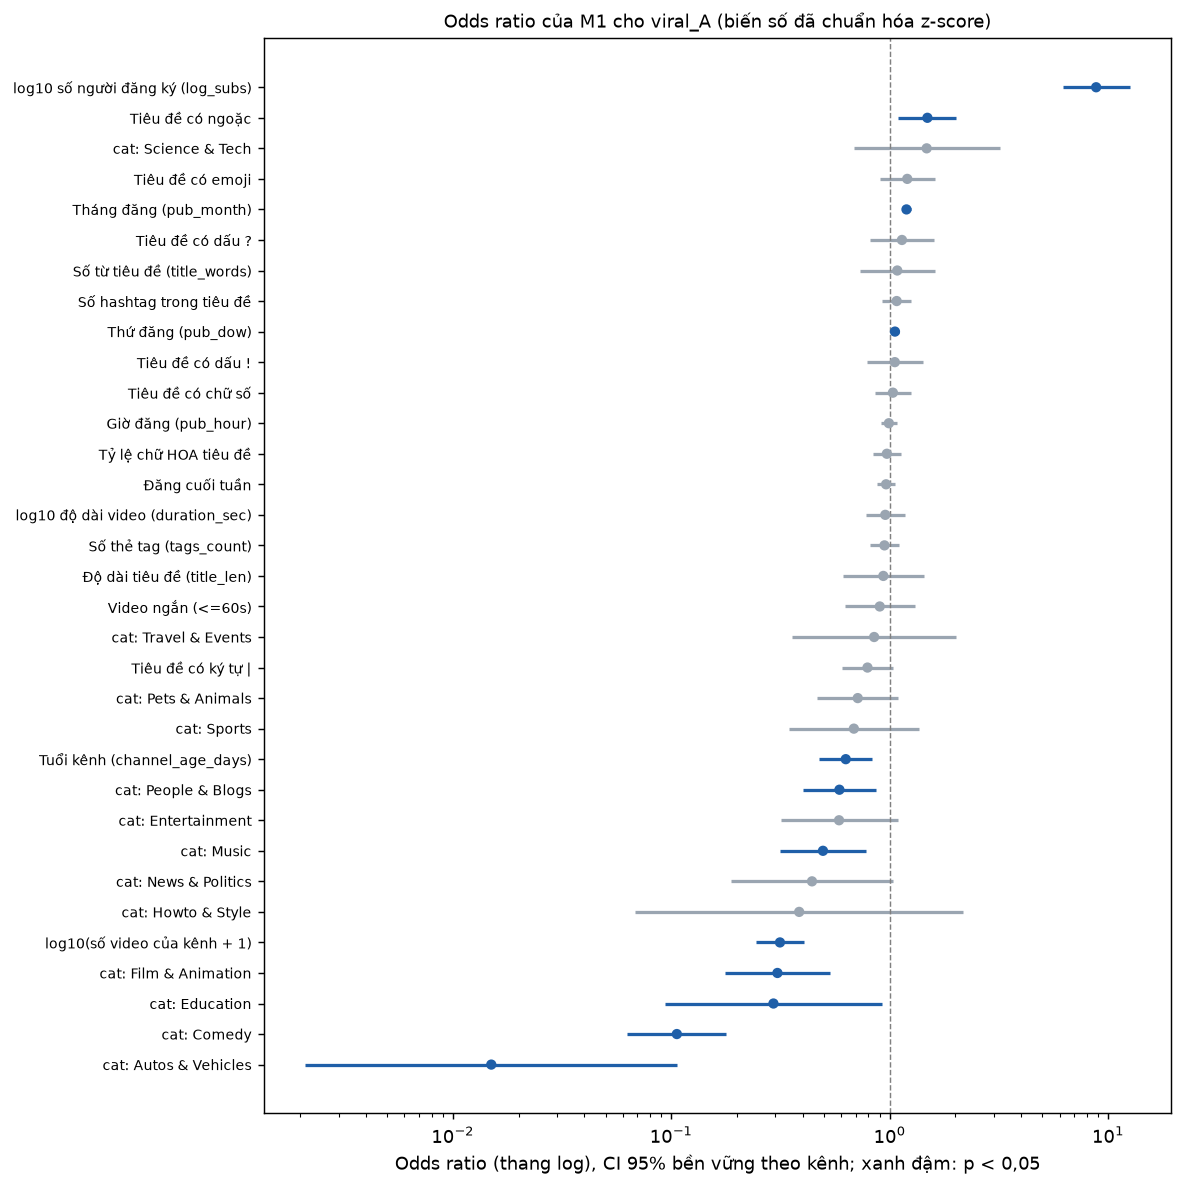 Odds ratio của M1 cho viral_A (biến số đã chuẩn hóa z-score)
log10 số người đăng ký (log_subs)
Tiêu đề có ngoặc
cat: Science & Tech
Tiêu đề có emoji
Tháng đăng (pub_month)
Tiêu đề có dấu ?
Số từ tiêu đề (title_words)
Số hashtag trong tiêu đề
Thứ đăng (pub_dow)
Tiêu đề có dấu !
Tiêu đề có chữ số
Giờ đăng (pub_hour)
Tỷ lệ chữ HOA tiêu đề
Đăng cuối tuần
log10 độ dài video (duration_sec)
Số thẻ tag (tags_count)
Độ dài tiêu đề (title_len)
Video ngắn (<=60s)
cat: Travel & Events
Tiêu đề có ký tự |
cat: Pets & Animals
cat: Sports
Tuổi kênh (channel_age_days)
cat: People & Blogs
cat: Entertainment
cat: Music
cat: News & Politics
cat: Howto & Style
log10(số video của kênh + 1)
cat: Film & Animation
cat: Education
cat: Comedy
cat: Autos & Vehicles
10⁻² 10⁻¹ 10⁰ 10¹
Odds ratio (thang log), CI 95% bền vững theo kênh; xanh đậm: p < 0,05